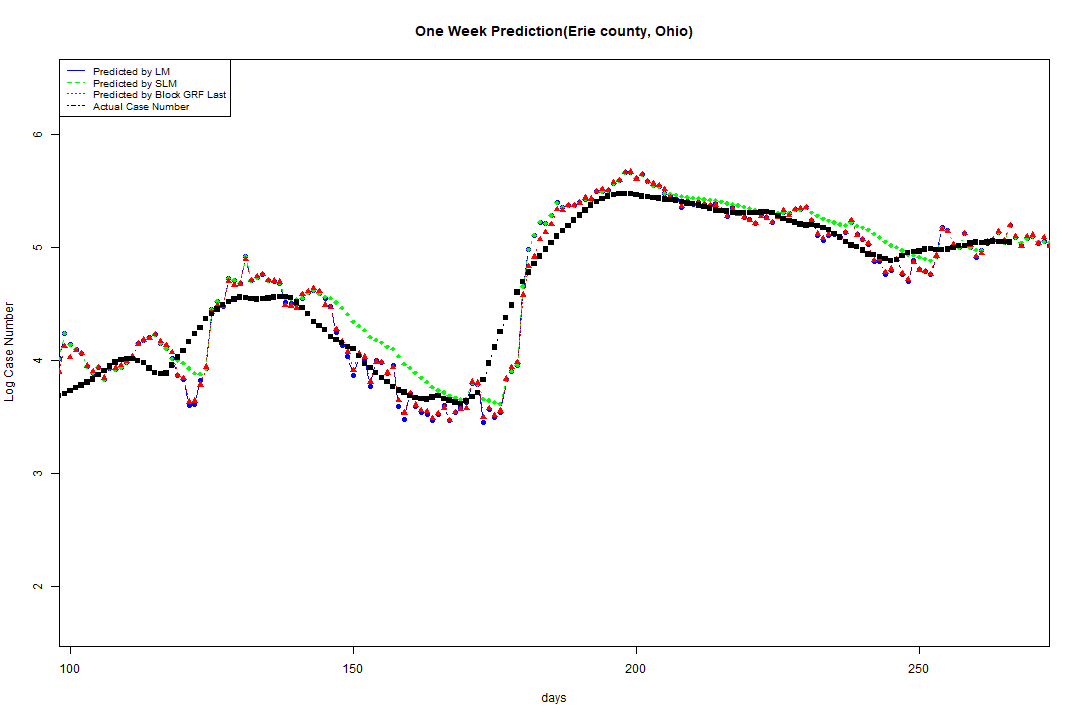 One Week Prediction(Erie county, Ohio)
Predicted by LM
Predicted by SLM
Predicted by Block GRF Last
Actual Case Number
Log Case Number
6
5
4
3
2
100 150 200 250
days